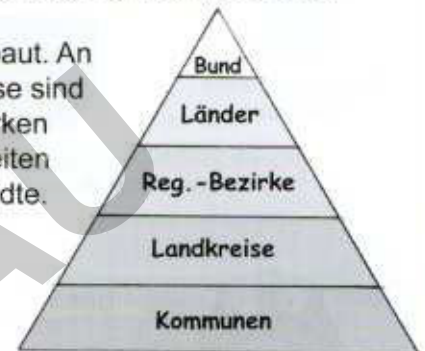 aut. An
se sind
rken
eiten
dte.
Bund
Länder
Reg.-Bezirke
Landkreise
Kommunen